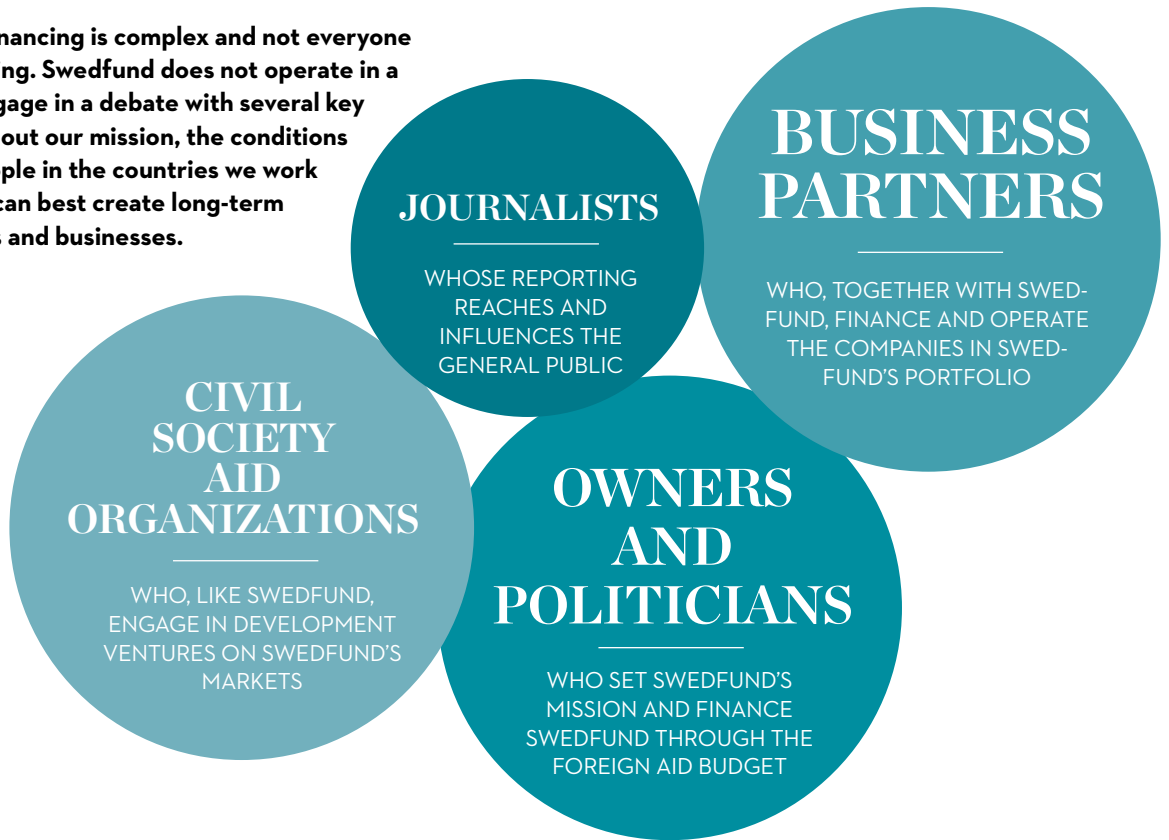 nancing is complex and not everyone
ing. Swedfund does not operate in a
gage in a debate with several key
out our mission, the conditions
ple in the countries we work
can best create long-term
s and businesses.
JOURNALISTS
WHOSE REPORTING
REACHES AND
INFLUENCES THE
GENERAL PUBLIC
BUSINESS
PARTNERS
WHO, TOGETHER WITH SWED-
FUND, FINANCE AND OPERATE
THE COMPANIES IN SWED-
FUND'S PORTFOLIO
CIVIL
SOCIETY
AID
ORGANIZATIONS
WHO, LIKE SWEDFUND,
ENGAGE IN DEVELOPMENT
VENTURES ON SWEDFUND'S
MARKETS
OWNERS
AND
POLITICIANS
WHO SET SWEDFUND'S
MISSION AND FINANCE
SWEDFUND THROUGH THE
FOREIGN AID BUDGET